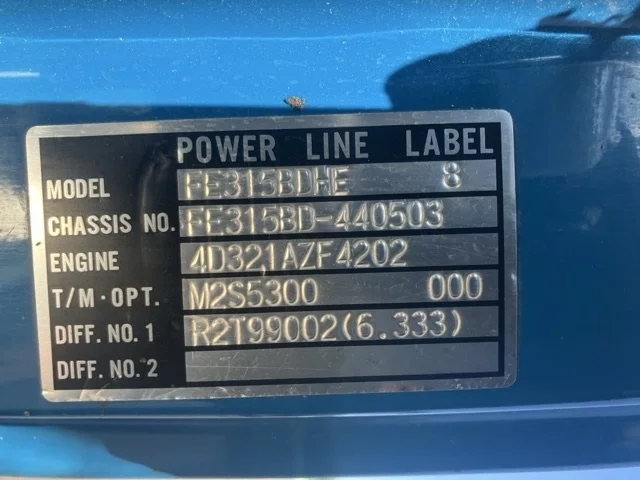 POWER LINE LABEL
MODEL FE315BDHE 8
CHASSIS NO. FE315BD-440503
ENGINE 4D321AZF4202
T/M·OPT. M2S5300 000
DIFF. NO. 1 R2T99002(6.333)
DIFF. NO. 2